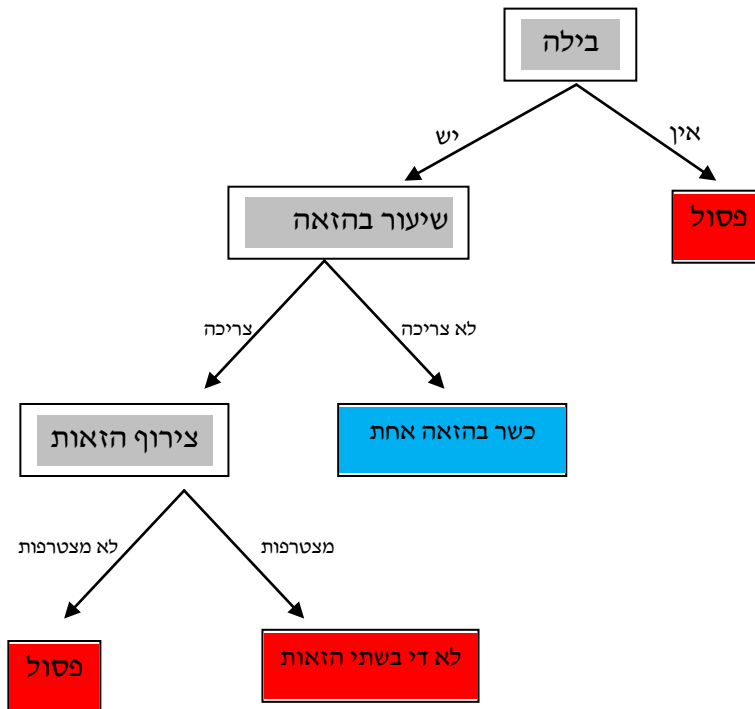 בילה
אין
יש
פסול
שיעור בהזאה
לא צריכה
צריכה
כשר בהזאה אחת
צירוף הזאות
מצטרפות
לא מצטרפות
לא די בשתי הזאות
פסול